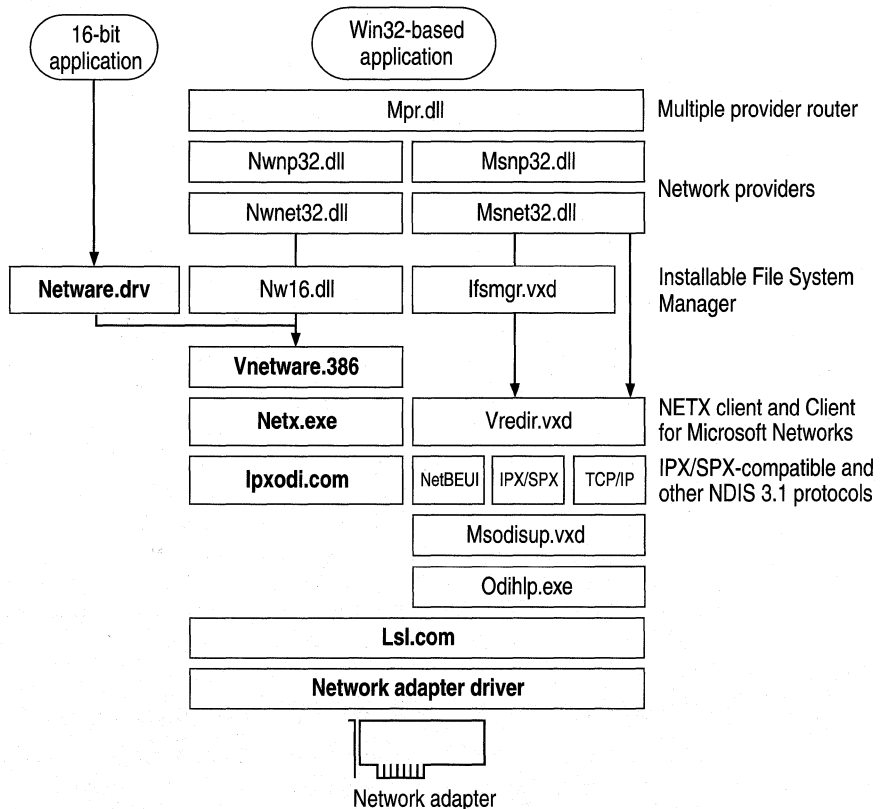 16-bit
application
Win32-based
application
Mpr.dll
Multiple provider router
Nwnp32.dll
Msnp32.dll
Network providers
Nwnet32.dll
Msnet32.dll
Netware.drv
Nw16.dll
Ifsmgr.vxd
Installable File System
Manager
Vnetware.386
Netx.exe
Vredir.vxd
NETX client and Client
for Microsoft Networks
Ipxodi.com
NetBEUI
IPX/SPX
TCP/IP
IPX/SPX-compatible and
other NDIS 3.1 protocols
Msodisup.vxd
Odihlp.exe
Lsl.com
Network adapter driver
Network adapter